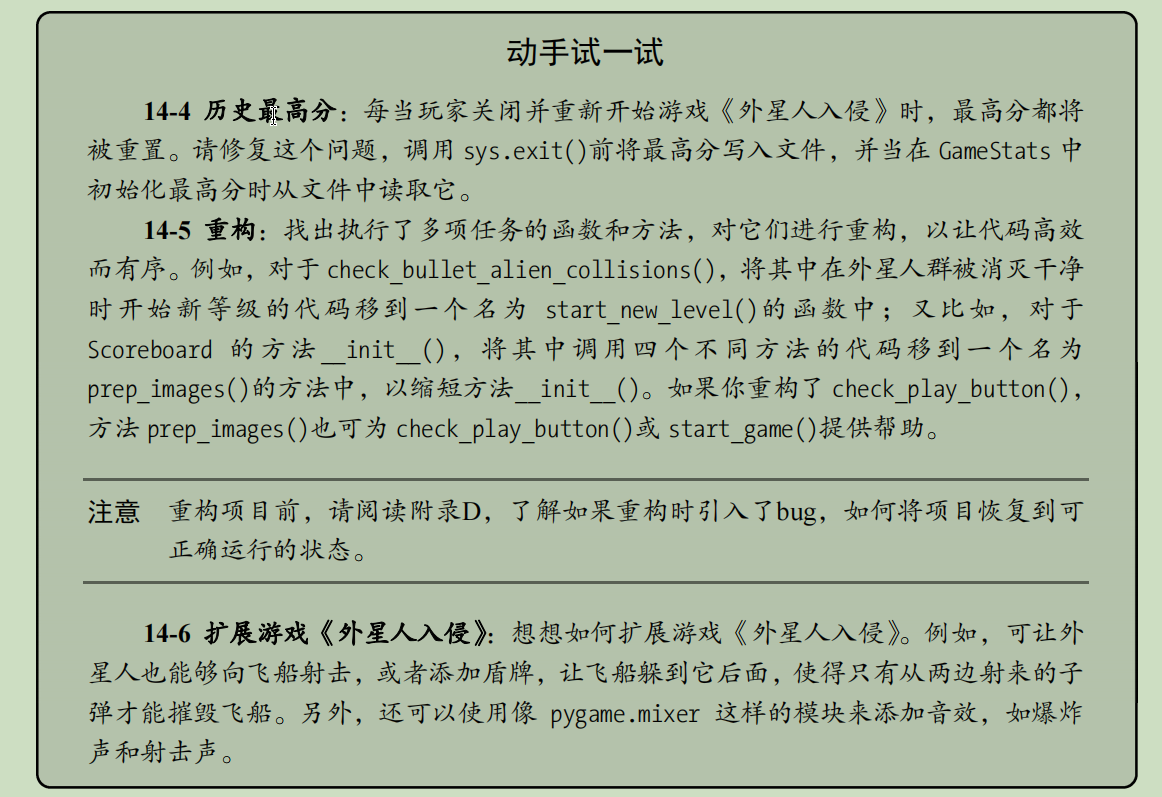 动手试一试
14-4 历史最高分：每当玩家关闭并重新开始游戏《外星人入侵》时，最高分都将
被重置。请修复这个问题，调用 sys.exit()前将最高分写入文件，并当在 GameStats 中
初始化最高分时从文件中读取它。
14-5 重构：找出执行了多项任务的函数和方法，对它们进行重构，以让代码高效
而有序。例如，对于 check_bullet_alien_collisions()，将其中在外星人群被消灭干净
时开始新等级的代码移到一个名为 start_new_level()的函数中；又比如，对于
Scoreboard 的方法__init__()，将其中调用四个不同方法的代码移到一个名为
prep_images()的方法中，以缩短方法__init__()。如果你重构了 check_play_button()，
方法 prep_images()也可为 check_play_button()或 start_game()提供帮助。
注意 重构项目前，请阅读附录D，了解如果重构时引入了bug，如何将项目恢复到可
正确运行的状态。
14-6 扩展游戏《外星人入侵》：想想如何扩展游戏《外星人入侵》。例如，可让外
星人也能够向飞船射击，或者添加盾牌，让飞船躲到它后面，使得只有从两边射来的子
弹才能摧毁飞船。另外，还可以使用像 pygame.mixer 这样的模块来添加音效，如爆炸
声和射击声。